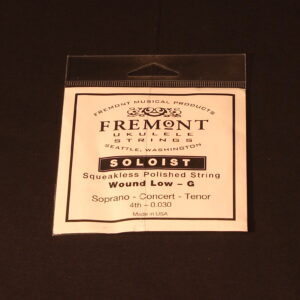 FREMONT MUSICAL PRODUCTS
FREMONT
UKULELE
STRINGS
SEATTLE, WASHINGTON
SOLOIST
Squeakless Polished String
Wound Low - G
Soprano - Concert - Tenor
4th - 0.030
Made in USA